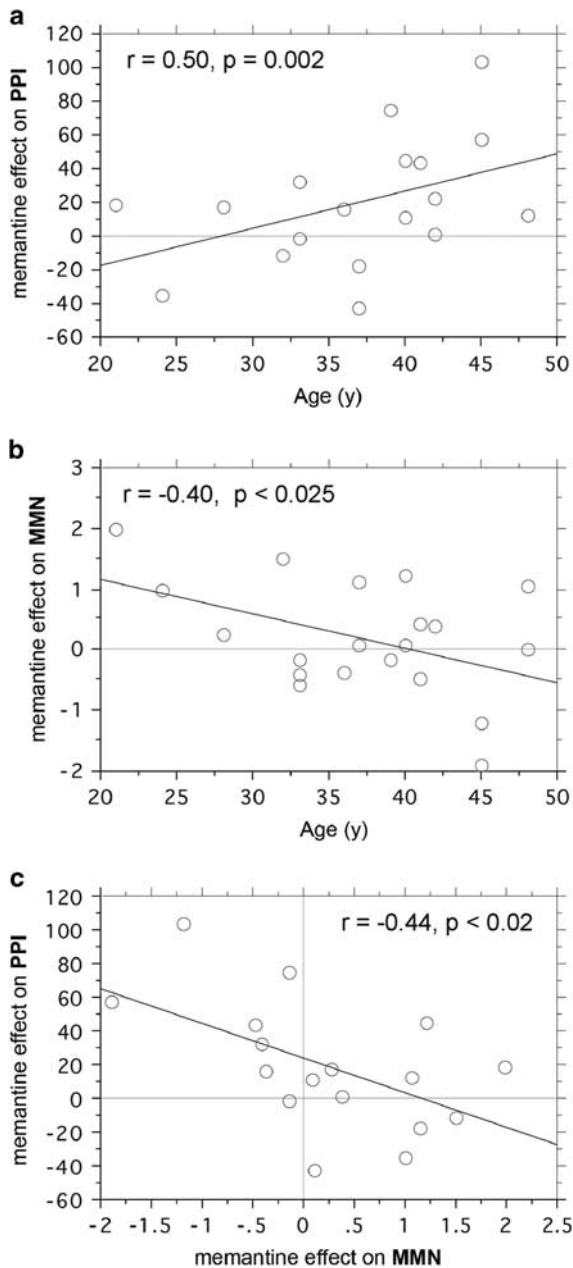 a
120
100
80
60
40
20
0
-20
-40
-60
memantine effect on PPI
r = 0.50, p = 0.002
20 25 30 35 40 45 50
Age (y)
b
3
2
1
0
-1
-2
memantine effect on MMN
r = -0.40, p < 0.025
20 25 30 35 40 45 50
Age (y)
c
120
100
80
60
40
20
0
-20
-40
-60
memantine effect on PPI
r = -0.44, p < 0.02
-2 -1.5 -1 -.5 0 .5 1 1.5 2 2.5
memantine effect on MMN